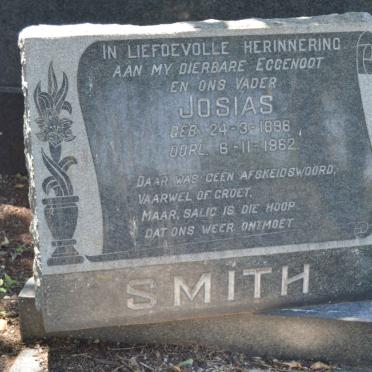 IN LIEFDEVOLLE HERINNERING
AAN MY DIERBARE EGGENOOT
EN ONS VADER
JOSIAS
GEB. 24-3-1896
OORL. 6-11-1962
DAAR WAS GEEN AFSKEIDSWOORD,
VAARWEL OF GROET,
MAAR, SALIG IS DIE HOOP
DAT ONS WEER ONTMOET.
SMITH